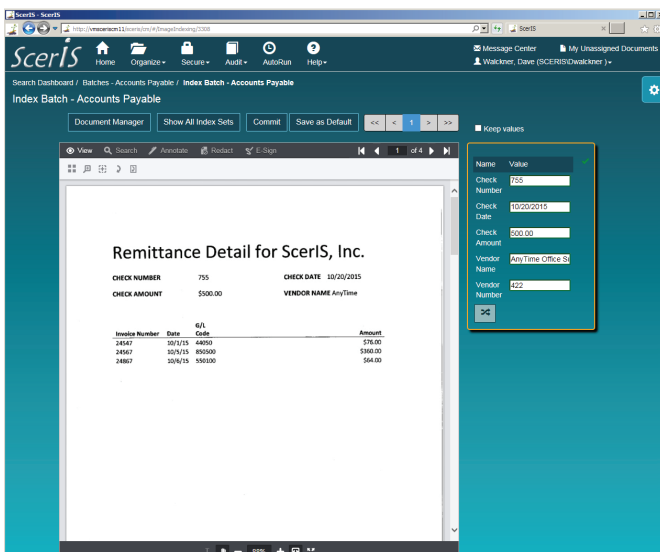 ScerIS - ScerIS
http://vmsceriscm11/sceris/cm/#/ImageIndexing/3308
ScerIS
ScerIS
Home
Organize
Secure
Audit
AutoRun
Help
Message Center
My Unassigned Documents
Walckner, Dave (SCERIS\Dwalckner )
Search Dashboard / Batches - Accounts Payable / Index Batch - Accounts Payable
Index Batch - Accounts Payable
Document Manager
Show All Index Sets
Commit
Save as Default
<< < 1 > >>
Keep values
View Search Annotate Redact E-Sign 1 of 4
Name Value
Check Number 755
Check Date 10/20/2015
Check Amount 500.00
Vendor Name AnyTime Office
Vendor Number 422
Remittance Detail for ScerIS, Inc.
CHECK NUMBER 755 CHECK DATE 10/20/2015
CHECK AMOUNT $500.00 VENDOR NAME AnyTime
Invoice Number Date G/L Code Amount
24547 10/1/15 44050 $76.00
24567 10/5/15 850500 $360.00
24867 10/6/15 550100 $64.00